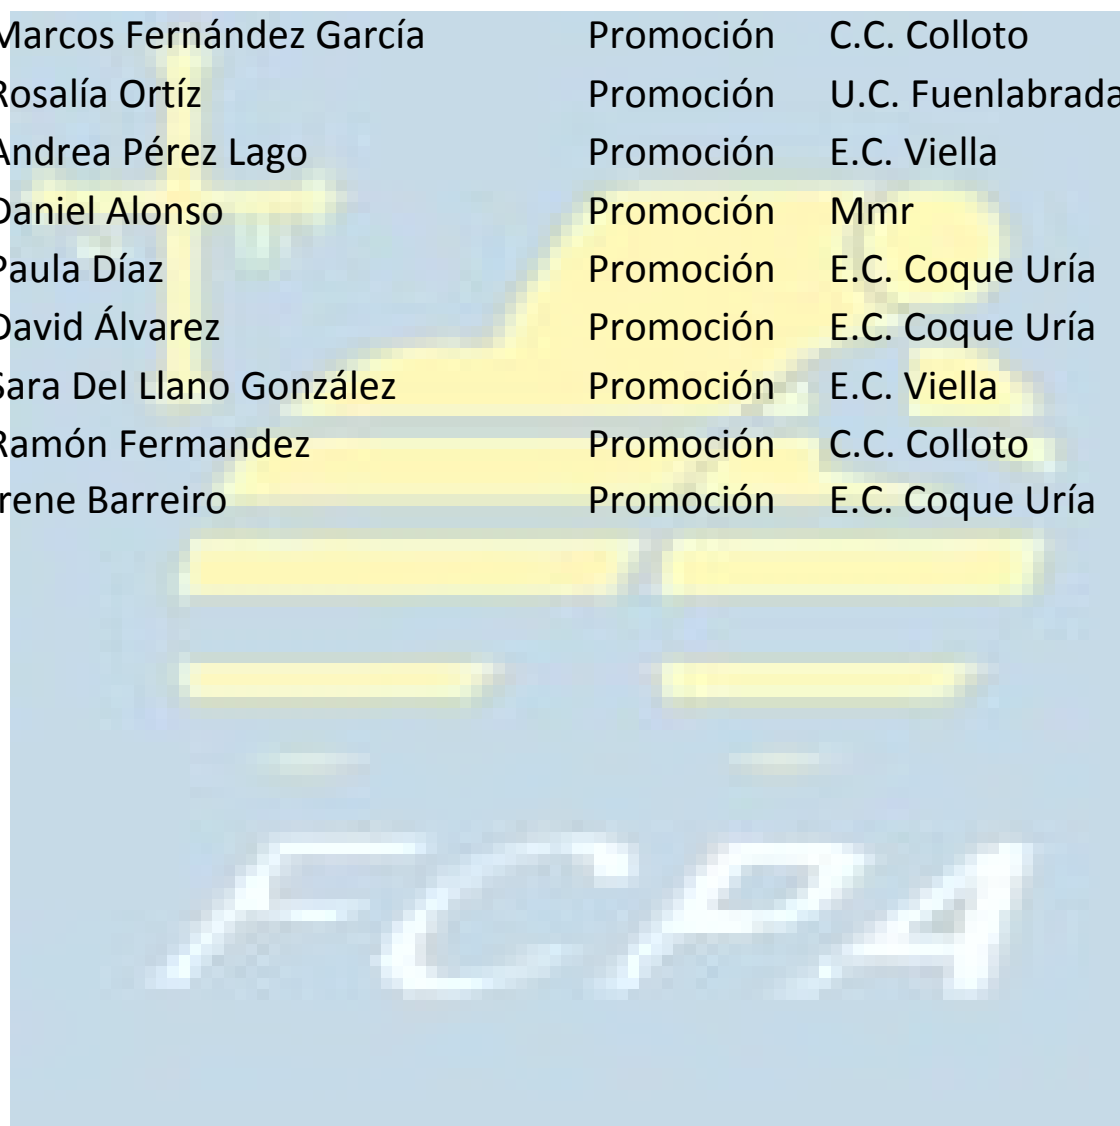 Marcos Fernández García Promoción C.C. Colloto
Rosalía Ortíz Promoción U.C. Fuenlabrada
Andrea Pérez Lago Promoción E.C. Viella
Daniel Alonso Promoción Mmr
Paula Díaz Promoción E.C. Coque Uría
David Álvarez Promoción E.C. Coque Uría
Sara Del Llano González Promoción E.C. Viella
Ramón Fermandez Promoción C.C. Colloto
Irene Barreiro Promoción E.C. Coque Uría
FCPA